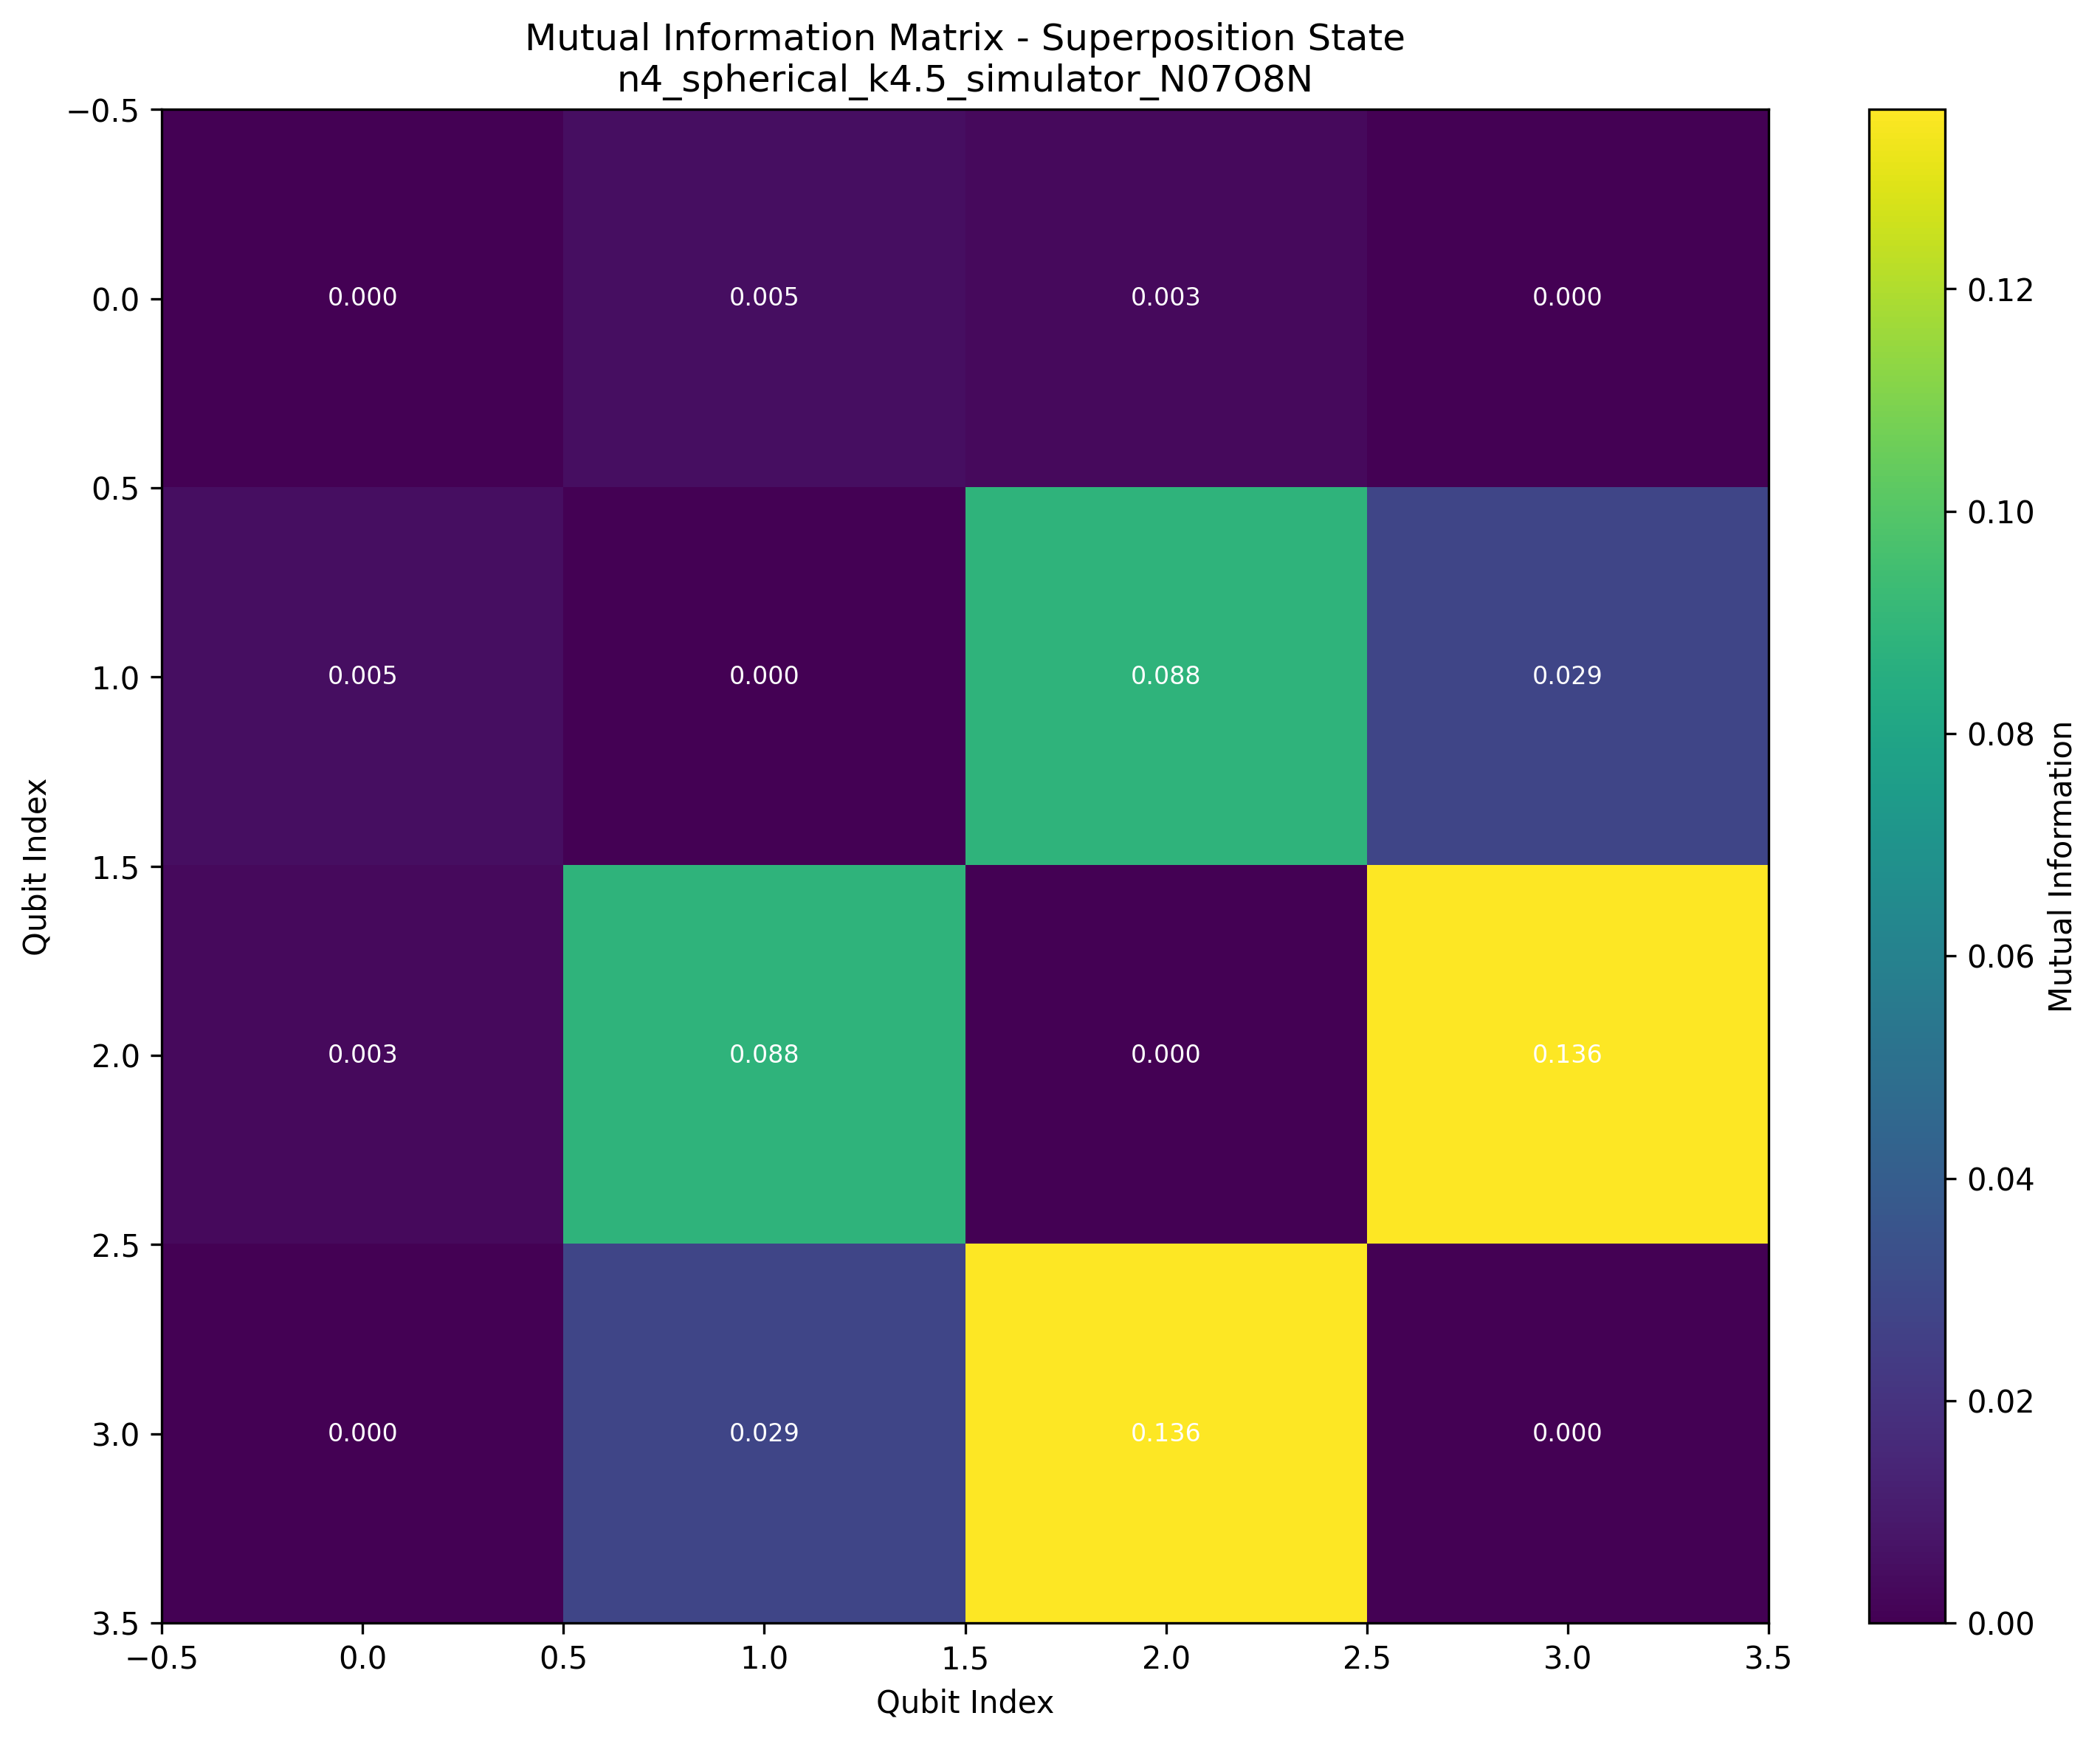 Mutual Information Matrix - Superposition State
n4_spherical_k4.5_simulator_N07O8N
−0.5
0.0
0.5
1.0
1.5
2.0
2.5
3.0
3.5
Qubit Index
0.000 0.005 0.003 0.000
0.005 0.000 0.088 0.029
0.003 0.088 0.000 0.136
0.000 0.029 0.136 0.000
−0.5 0.0 0.5 1.0 1.5 2.0 2.5 3.0 3.5
Qubit Index
0.12
0.10
0.08
0.06
0.04
0.02
0.00
Mutual Information